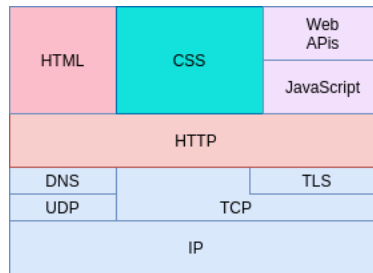 HTML
CSS
Web
APis
JavaScript
HTTP
DNS
TLS
UDP
TCP
IP